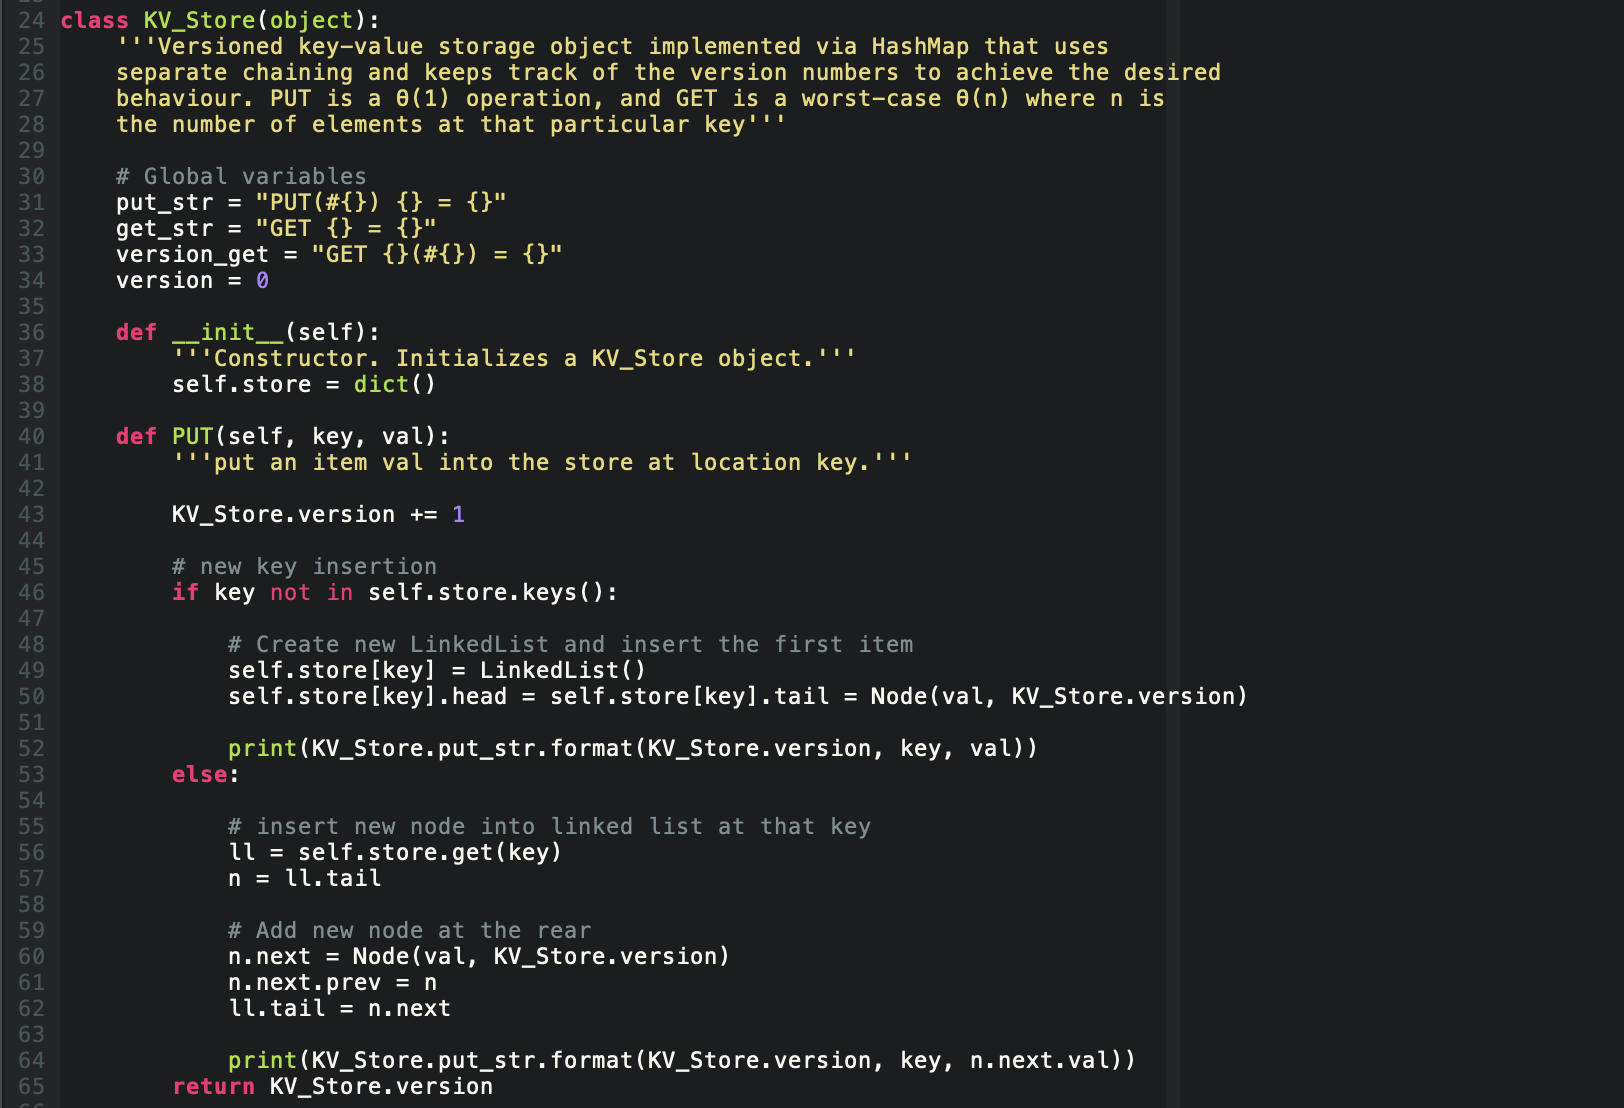 24 class KV_Store(object):
25     '''Versioned key-value storage object implemented via HashMap that uses
26     separate chaining and keeps track of the version numbers to achieve the desired
27     behaviour. PUT is a θ(1) operation, and GET is a worst-case θ(n) where n is
28     the number of elements at that particular key'''
29
30     # Global variables
31     put_str = "PUT(#{}) {} = {}"
32     get_str = "GET {} = {}"
33     version_get = "GET {}(#{}) = {}"
34     version = 0
35
36     def __init__(self):
37         '''Constructor. Initializes a KV_Store object.'''
38         self.store = dict()
39
40     def PUT(self, key, val):
41         '''put an item val into the store at location key.'''
42
43         KV_Store.version += 1
44
45         # new key insertion
46         if key not in self.store.keys():
47
48             # Create new LinkedList and insert the first item
49             self.store[key] = LinkedList()
50             self.store[key].head = self.store[key].tail = Node(val, KV_Store.version)
51
52             print(KV_Store.put_str.format(KV_Store.version, key, val))
53         else:
54
55             # insert new node into linked list at that key
56             ll = self.store.get(key)
57             n = ll.tail
58
59             # Add new node at the rear
60             n.next = Node(val, KV_Store.version)
61             n.next.prev = n
62             ll.tail = n.next
63
64             print(KV_Store.put_str.format(KV_Store.version, key, n.next.val))
65         return KV_Store.version